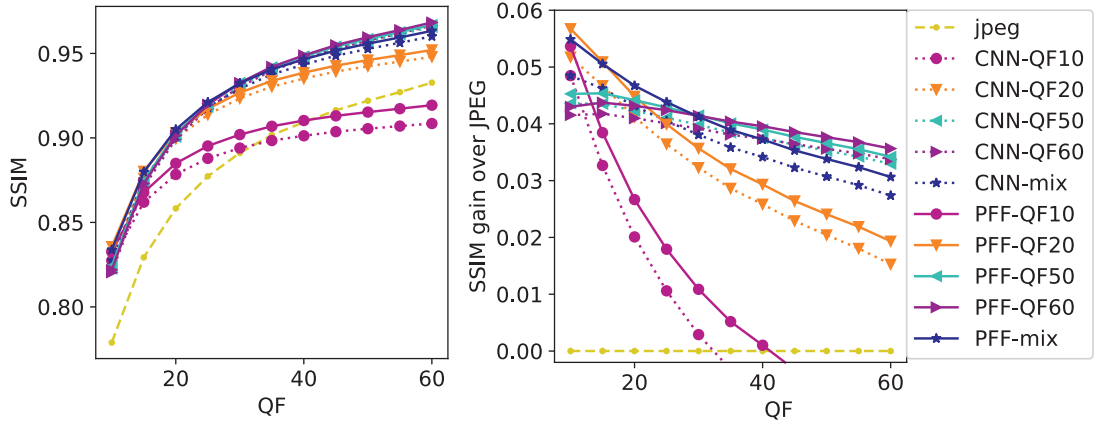 SSIM
0.95
0.90
0.85
0.80
20
40
60
QF
SSIM gain over JPEG
0.06
0.05
0.04
0.03
0.02
0.01
0.00
20
40
60
QF
jpeg
CNN-QF10
CNN-QF20
CNN-QF50
CNN-QF60
CNN-mix
PFF-QF10
PFF-QF20
PFF-QF50
PFF-QF60
PFF-mix